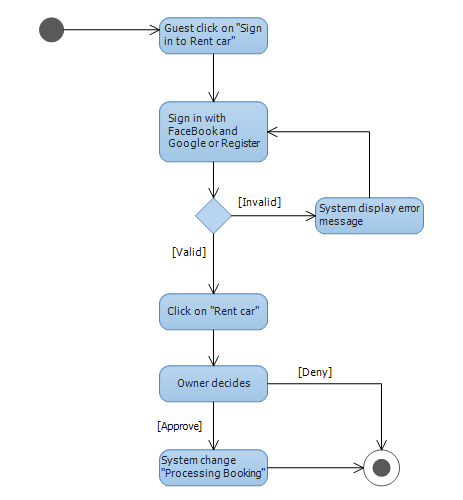 Guest click on "Sign
in to Rent car"
Sign in with
FaceBook and
Google or Register
[Invalid]
System display error
message
[Valid]
Click on "Rent car"
Owner decides
[Deny]
[Approve]
System change
"Processing Booking"